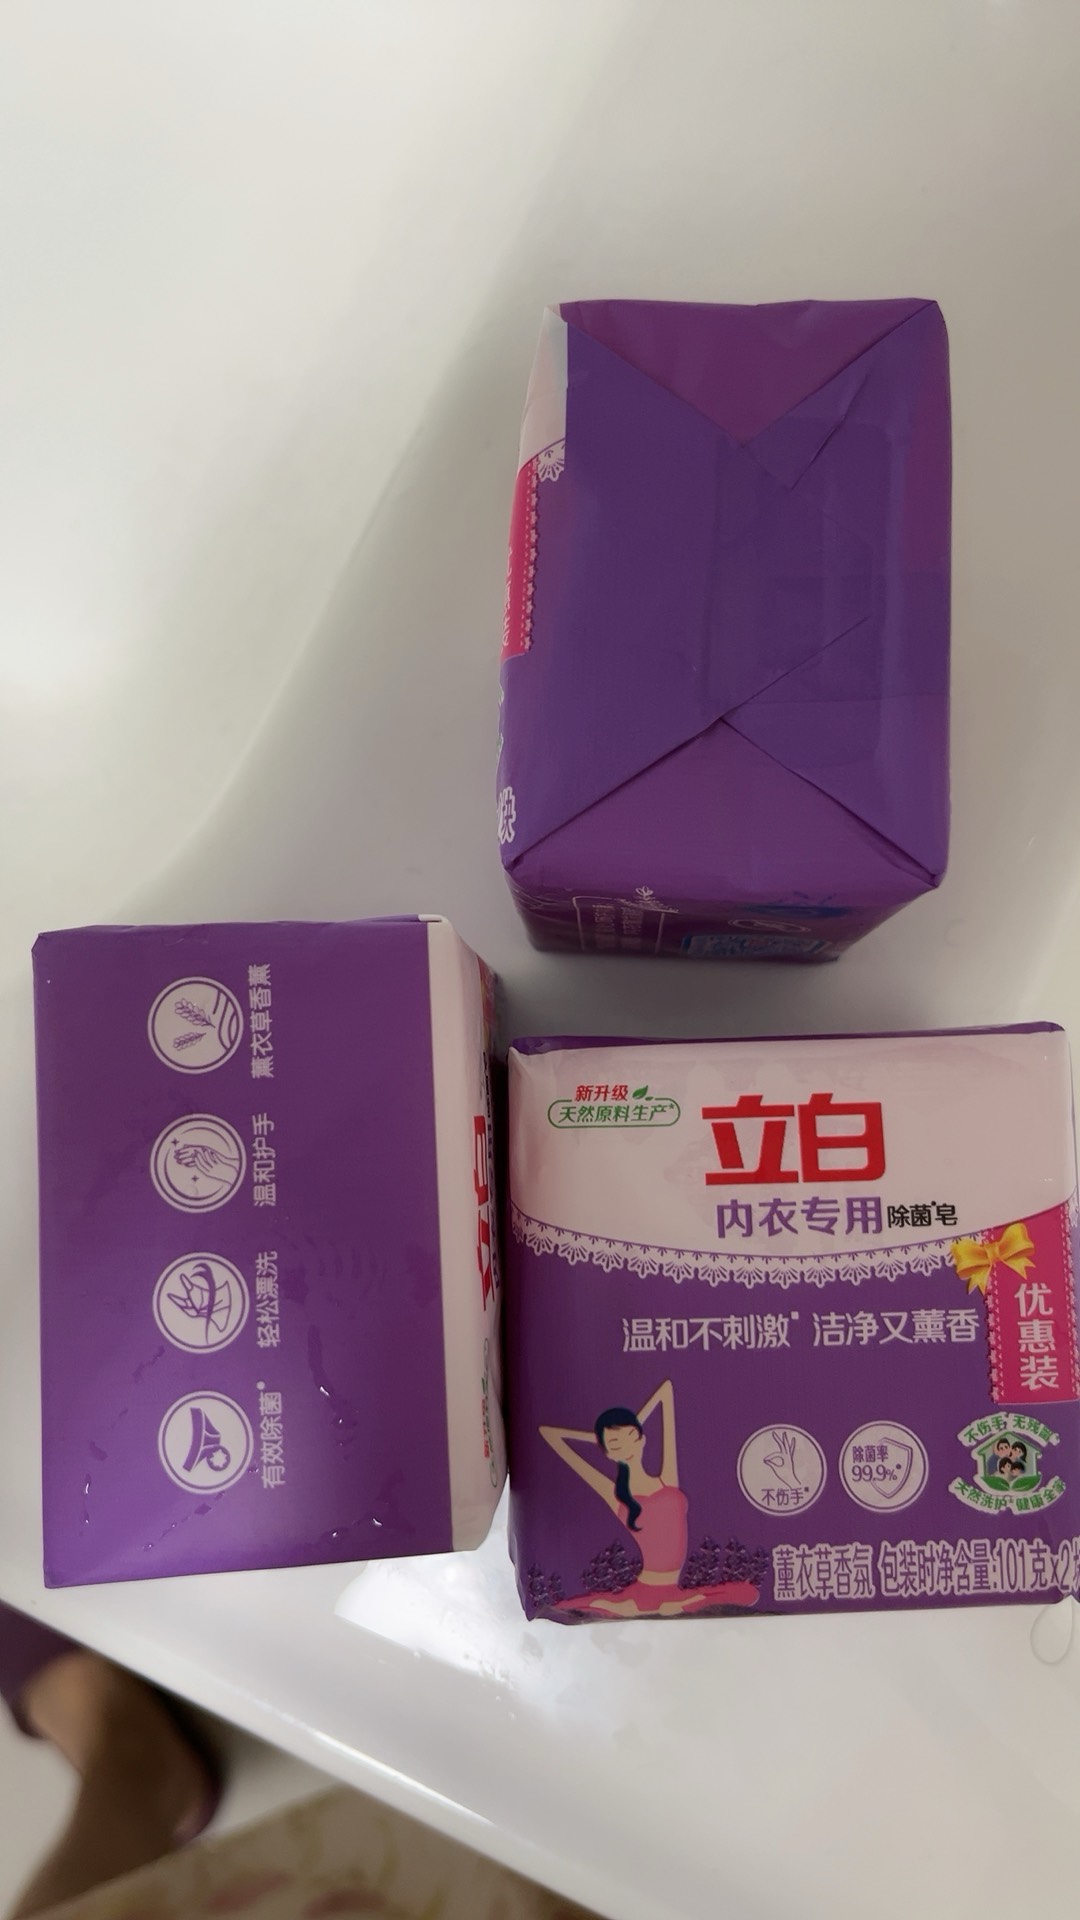 薰衣草香薰
温和护手
轻松漂洗
有效除菌
新升级
天然原料生产
立白
内衣专用除菌皂
温和不刺激 洁净又薰香
优惠装
不伤手
除菌率
99.9%
不伤手 无残留
天然洗护 健康全家
薰衣草香氛 包装时净含量:101克x2块
块
立白